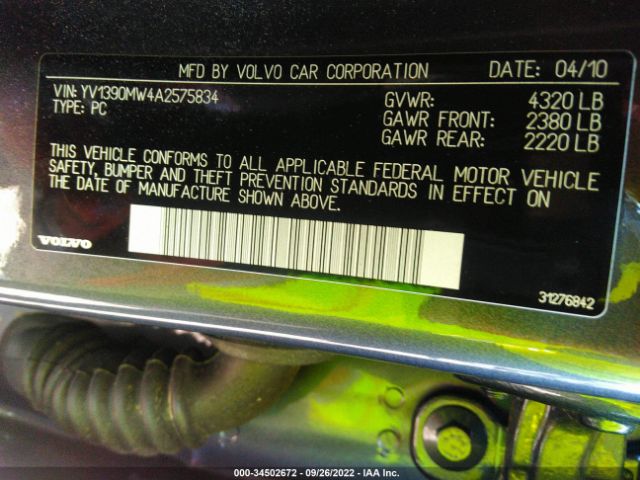 MFD BY VOLVO CAR CORPORATION DATE: 04/10
VIN: YV1390MW4A2575834
TYPE: PC
GVWR: 4320 LB
GAWR FRONT: 2380 LB
GAWR REAR: 2220 LB
THIS VEHICLE CONFORMS TO ALL APPLICABLE FEDERAL MOTOR VEHICLE
SAFETY, BUMPER AND THEFT PREVENTION STANDARDS IN EFFECT ON
THE DATE OF MANUFACTURE SHOWN ABOVE.
VOLVO
31276842
000-34502672 - 09/26/2022 - IAA Inc.